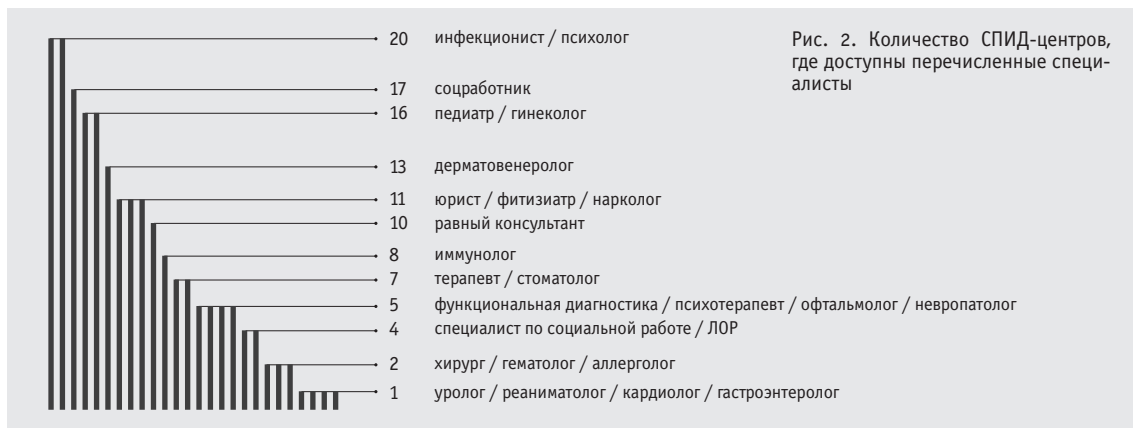 20 инфекционист / психолог
Рис. 2. Количество СПИД-центров,
где доступны перечисленные специ-
алисты
17 соцработник
16 педиатр / гинеколог
13 дерматовенеролог
11 юрист / фитизиатр / нарколог
10 равный консультант
8 иммунолог
7 терапевт / стоматолог
5 функциональная диагностика / психотерапевт / офтальмолог / невропатолог
4 специалист по социальной работе / ЛОР
2 хирург / гематолог / аллерголог
1 уролог / реаниматолог / кардиолог / гастроэнтеролог